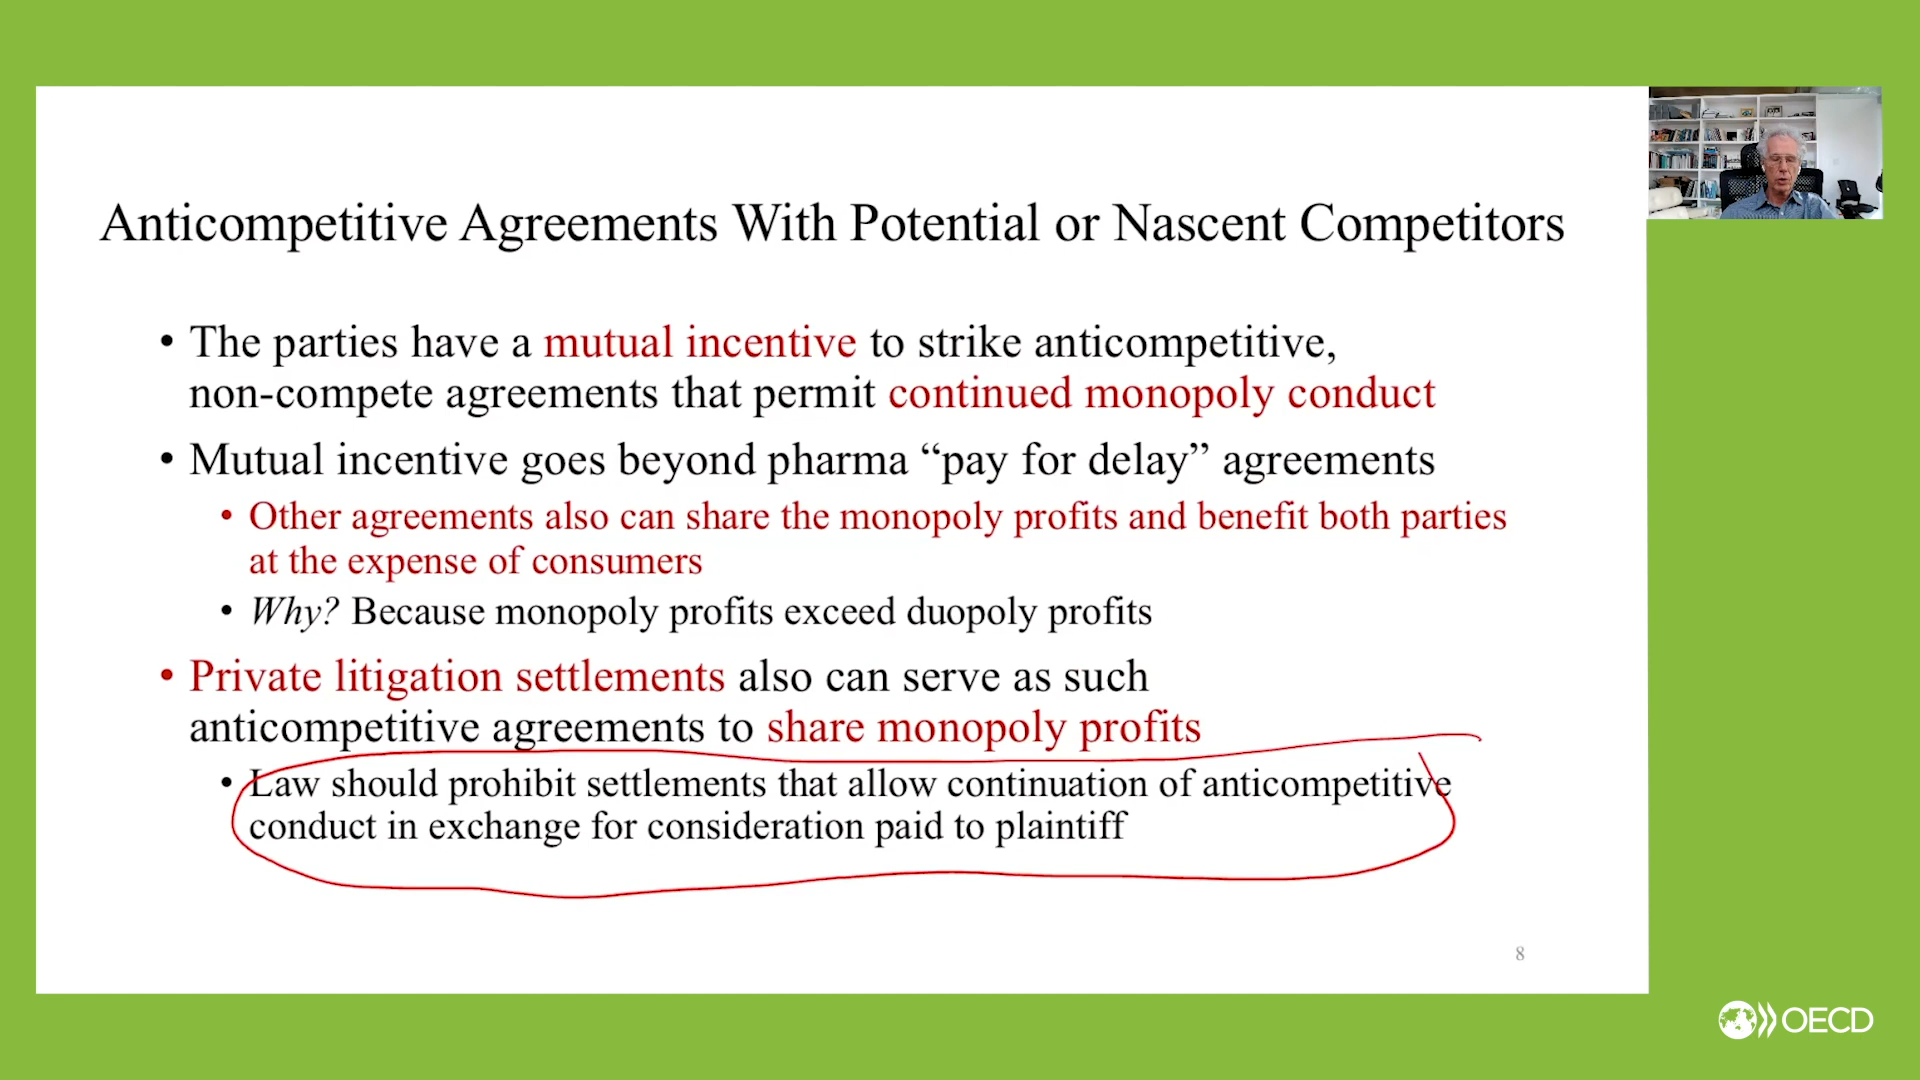 Anticompetitive Agreements With Potential or Nascent Competitors
• The parties have a mutual incentive to strike anticompetitive,
non-compete agreements that permit continued monopoly conduct
• Mutual incentive goes beyond pharma “pay for delay” agreements
• Other agreements also can share the monopoly profits and benefit both parties
at the expense of consumers
• Why? Because monopoly profits exceed duopoly profits
• Private litigation settlements also can serve as such
anticompetitive agreements to share monopoly profits
• Law should prohibit settlements that allow continuation of anticompetitive
conduct in exchange for consideration paid to plaintiff
8
OECD